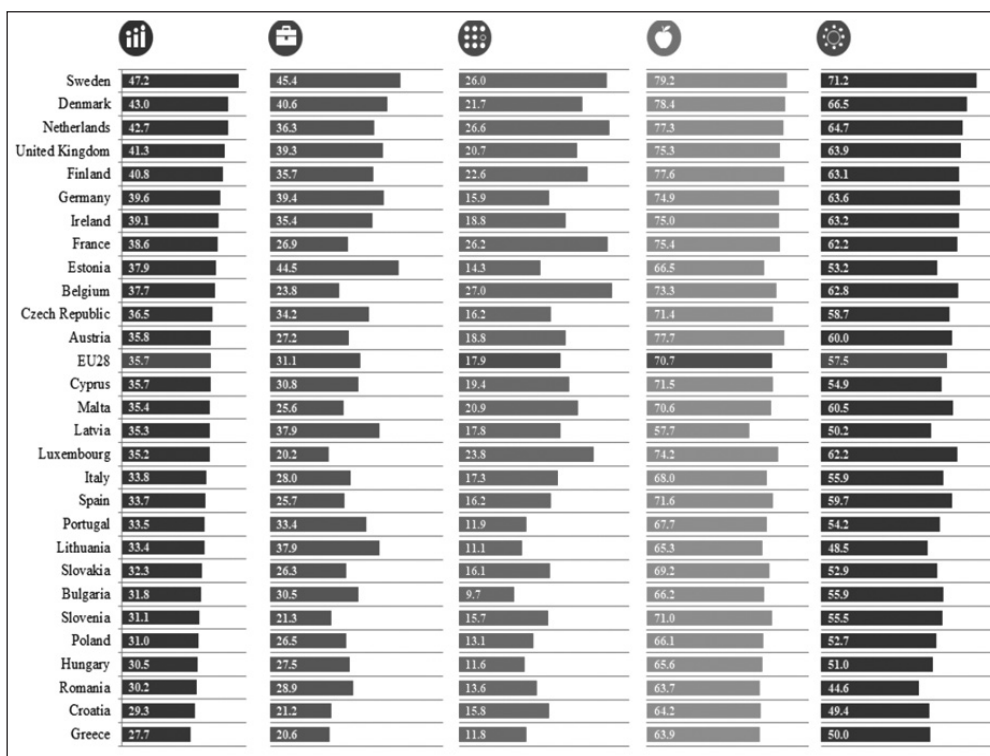 Sweden 47.2 45.4 26.0 79.2 71.2
Denmark 43.0 40.6 21.7 78.4 66.5
Netherlands 42.7 36.3 26.6 77.3 64.7
United Kingdom 41.3 39.3 20.7 75.3 63.9
Finland 40.8 35.7 22.6 77.6 63.1
Germany 39.6 39.4 15.9 74.9 63.6
Ireland 39.1 35.4 18.8 75.0 63.2
France 38.6 26.9 26.2 75.4 62.2
Estonia 37.9 44.5 14.3 66.5 53.2
Belgium 37.7 23.8 27.0 73.3 62.8
Czech Republic 36.5 34.2 16.2 71.4 58.7
Austria 35.8 27.2 18.8 77.7 60.0
EU28 35.7 31.1 17.9 70.7 57.5
Cyprus 35.7 30.8 19.4 71.5 54.9
Malta 35.4 25.6 20.9 70.6 60.5
Latvia 35.3 37.9 17.8 57.7 50.2
Luxembourg 35.2 20.2 23.8 74.2 62.2
Italy 33.8 28.0 17.3 68.0 55.9
Spain 33.7 25.7 16.2 71.6 59.7
Portugal 33.5 33.4 11.9 67.7 54.2
Lithuania 33.4 37.9 11.1 65.3 48.5
Slovakia 32.3 26.3 16.1 69.2 52.9
Bulgaria 31.8 30.5 9.7 66.2 55.9
Slovenia 31.1 21.3 15.7 71.0 55.5
Poland 31.0 26.5 13.1 66.1 52.7
Hungary 30.5 27.5 11.6 65.6 51.0
Romania 30.2 28.9 13.6 63.7 44.6
Croatia 29.3 21.2 15.8 64.2 49.4
Greece 27.7 20.6 11.8 63.9 50.0